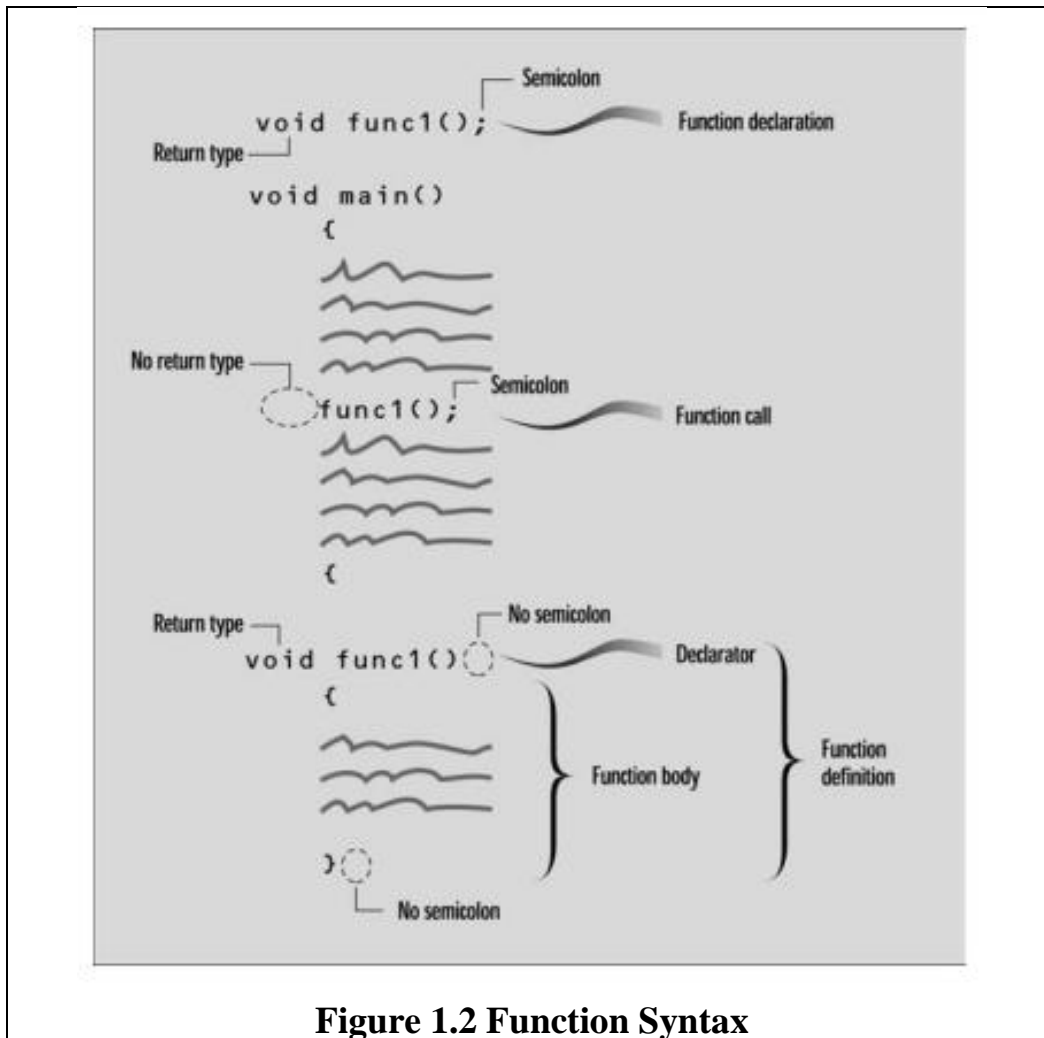 Semicolon
void func1();
Function declaration
Return type
void main()
{
No return type
Semicolon
func1();
Function call
{
Return type
No semicolon
void func1()
Declarator
{
Function body
Function
definition
}
No semicolon
Figure 1.2 Function Syntax